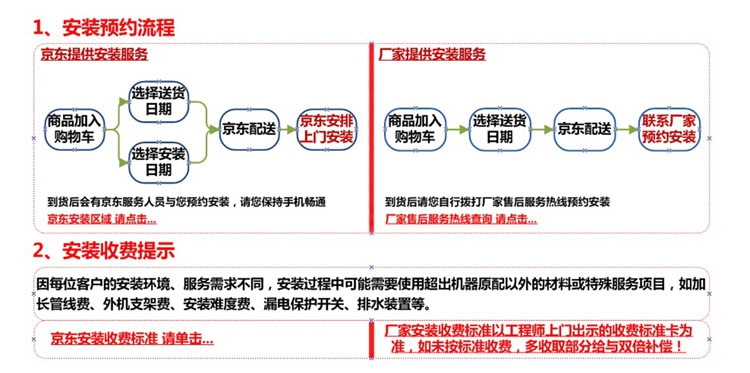 1、安装预约流程
京东提供安装服务
商品加入
购物车
选择送货
日期
选择安装
日期
京东配送
京东安排
上门安装
到货后会有京东服务人员与您预约安装，请您保持手机畅通
京东安装区域 请点击...
厂家提供安装服务
商品加入
购物车
选择送货
日期
京东配送
联系厂家
预约安装
到货后请您自行拨打厂家售后服务热线预约安装
厂家售后服务热线查询 请点击...
2、安装收费提示
因每位客户的安装环境、服务需求不同，安装过程中可能需要使用超出机器原配以外的材料或特殊服务项目，如加
长管线费、外机支架费、安装难度费、漏电保护开关、排水装置等。
京东安装收费标准 请单击...
厂家安装收费标准以工程师上门出示的收费标准卡为
准，如未按标准收费，多收取部分给与双倍补偿！